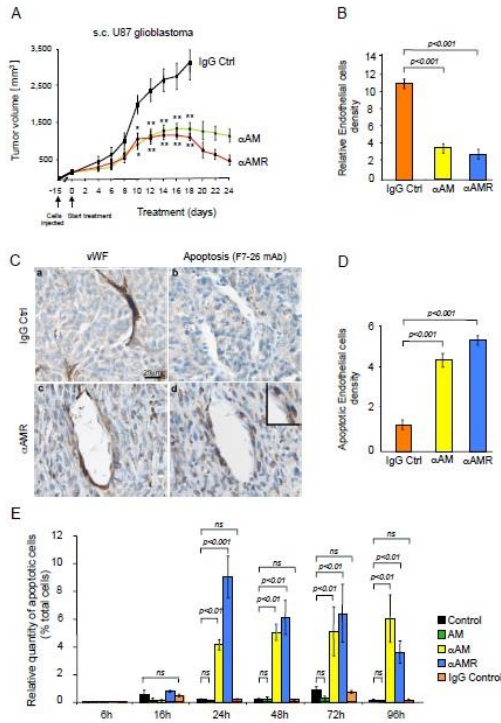 A
s.c. U87 glioblastoma
Tumor volume [mm³]
3,500
2,500
1,500
500
IgG Ctrl
αAM
αAMR
* * ** ** ** **
* ** ** ** **
-15 0 2 4 6 8 10 12 14 16 18 20 22 24
Cells injected
Start treatment
Treatment (days)
B
Relative Endothelial cells density
14
12
10
8
6
4
2
0
p<0.001
p<0.001
IgG Ctrl αAM αAMR
C
vWF
Apoptosis (F7-26 mAb)
IgG Ctrl
αAMR
a
b
c
d
D
Apoptotic Endothelial cells density
6
4
2
0
p<0.001
p<0.001
IgG Ctrl αAM αAMR
E
Relative quantity of apoptotic cells (% total cells)
12
10
8
6
4
2
0
ns
ns
p<0.001
p<0.01
ns
ns
p<0.01
p<0.01
ns
ns
p<0.01
p<0.01
ns
ns
p<0.01
p<0.01
ns
6h 16h 24h 48h 72h 96h
Control
AM
αAM
αAMR
IgG Control